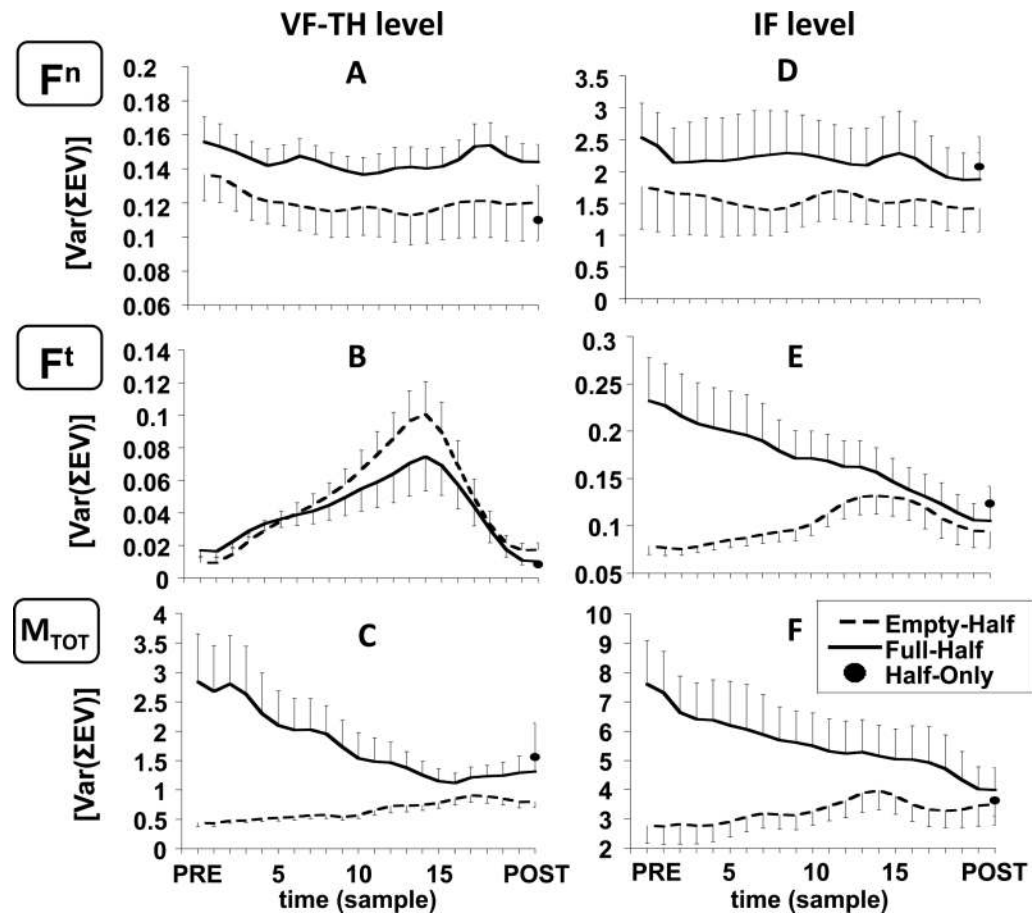 VF-TH level
IF level
Fⁿ
[Var(ΣEV)]
A
0.2
0.18
0.16
0.14
0.12
0.1
0.08
0.06
D
3.5
3
2.5
2
1.5
1
0.5
0
Fᵗ
[Var(ΣEV)]
B
0.14
0.12
0.1
0.08
0.06
0.04
0.02
0
E
0.3
0.25
0.2
0.15
0.1
0.05
M_TOT
[Var(ΣEV)]
C
4
3.5
3
2.5
2
1.5
1
0.5
0
PRE 5 10 15 POST
time (sample)
F
10
9
8
7
6
5
4
3
2
Empty-Half
Full-Half
Half-Only
PRE 5 10 15 POST
time (sample)